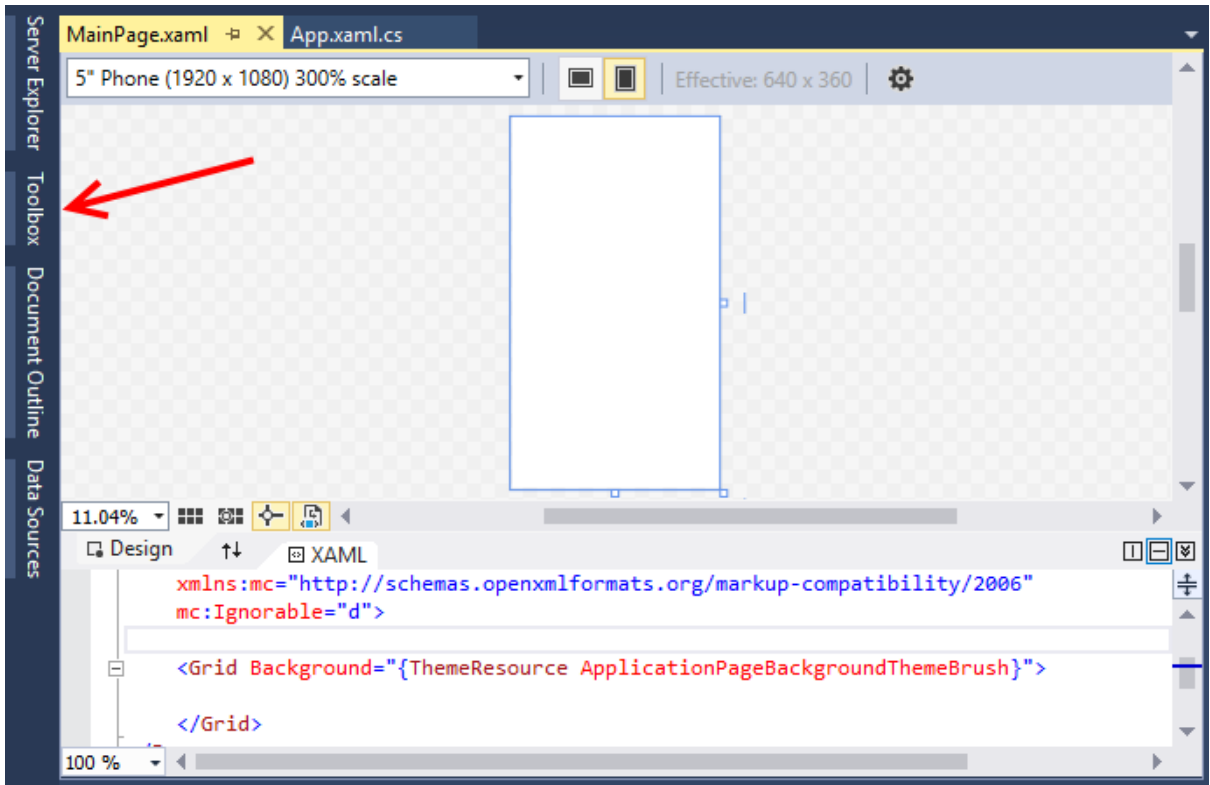 Server Explorer
Toolbox
Document Outline
Data Sources
MainPage.xaml
App.xaml.cs
5" Phone (1920 x 1080) 300% scale
Effective: 640 x 360
11.04%
Design
XAML
xmlns:mc="http://schemas.openxmlformats.org/markup-compatibility/2006"
mc:Ignorable="d">
<Grid Background="{ThemeResource ApplicationPageBackgroundThemeBrush}">
</Grid>
100 %